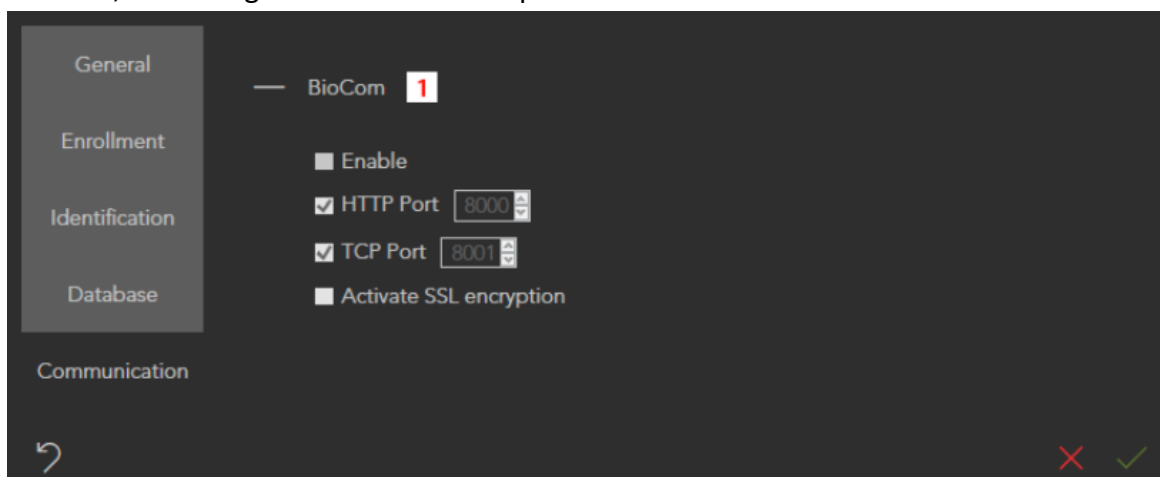 General
Enrollment
Identification
Database
Communication
BioCom 1
Enable
HTTP Port 8000
TCP Port 8001
Activate SSL encryption